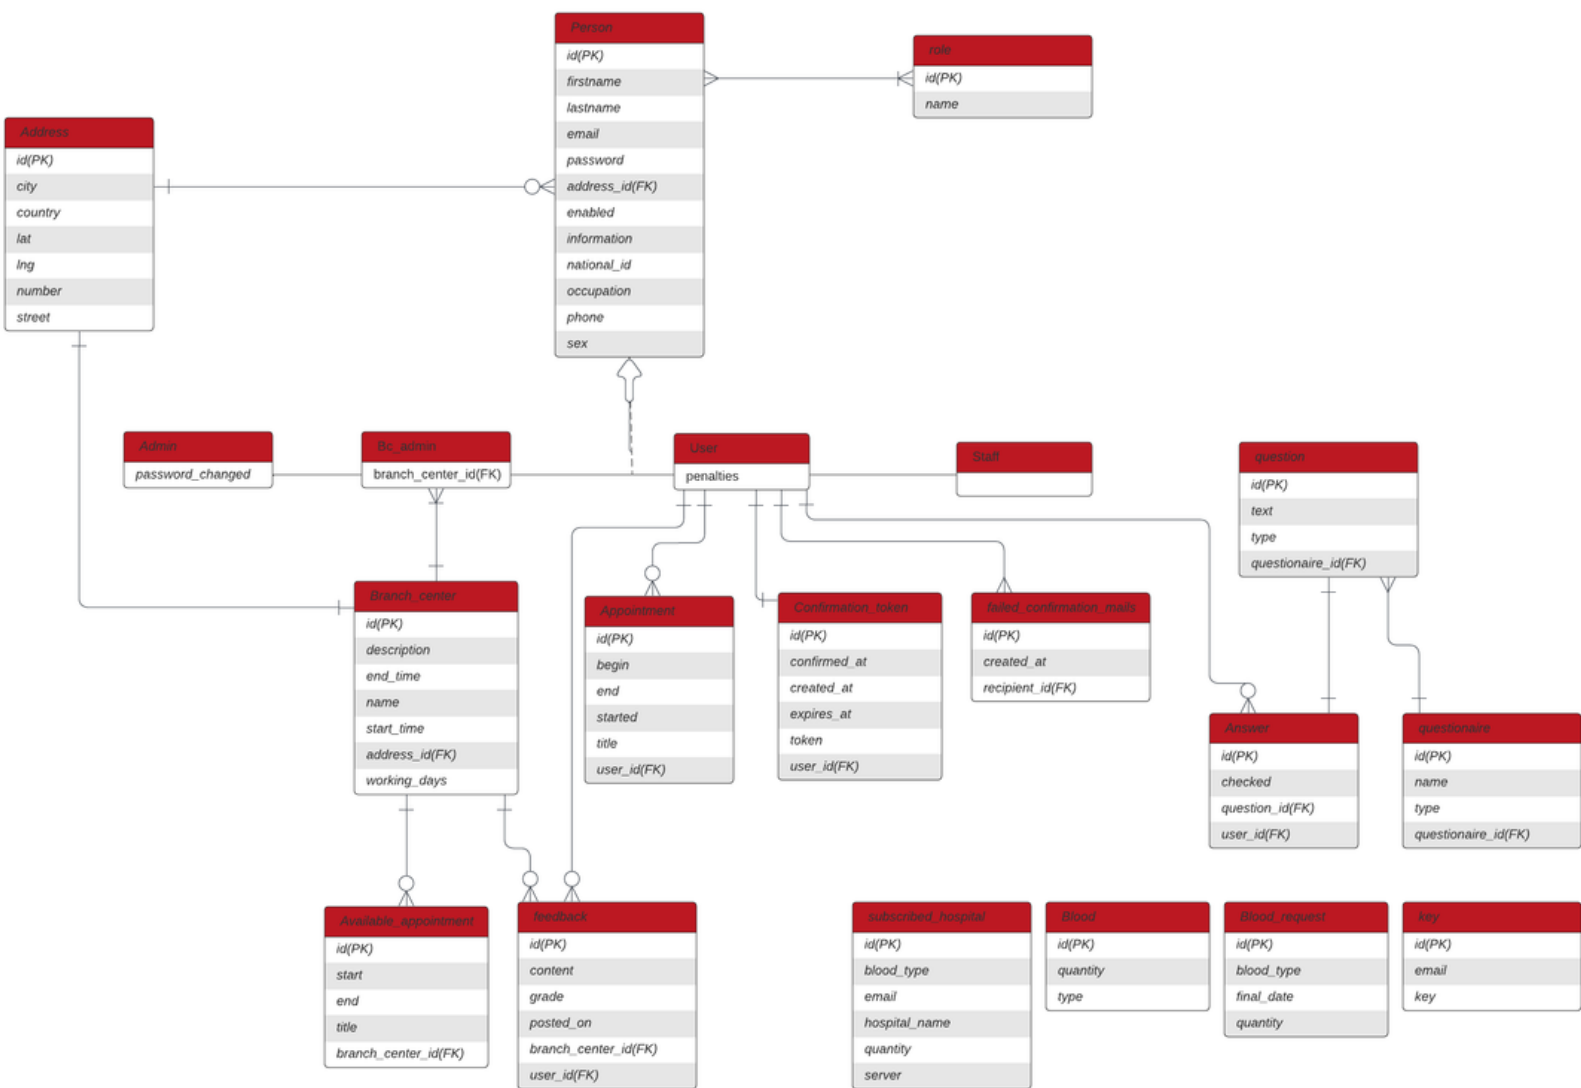 Person
id(PK)
firstname
lastname
email
password
address_id(FK)
enabled
information
national_id
occupation
phone
sex
role
id(PK)
name
Address
id(PK)
city
country
lat
lng
number
street
Admin
password_changed
Bc_admin
branch_center_id(FK)
User
penalties
Staff
question
id(PK)
text
type
questionaire_id(FK)
Branch_center
id(PK)
description
end_time
name
start_time
address_id(FK)
working_days
Appointment
id(PK)
begin
end
started
title
user_id(FK)
Confirmation_token
id(PK)
confirmed_at
created_at
expires_at
token
user_id(FK)
failed_confirmation_mails
id(PK)
created_at
recipient_id(FK)
Answer
id(PK)
checked
question_id(FK)
user_id(FK)
questionaire
id(PK)
name
type
questionaire_id(FK)
Available_appointment
id(PK)
start
end
title
branch_center_id(FK)
feedback
id(PK)
content
grade
posted_on
branch_center_id(FK)
user_id(FK)
subscribed_hospital
id(PK)
blood_type
email
hospital_name
quantity
server
Blood
id(PK)
quantity
type
Blood_request
id(PK)
blood_type
final_date
quantity
key
id(PK)
email
key